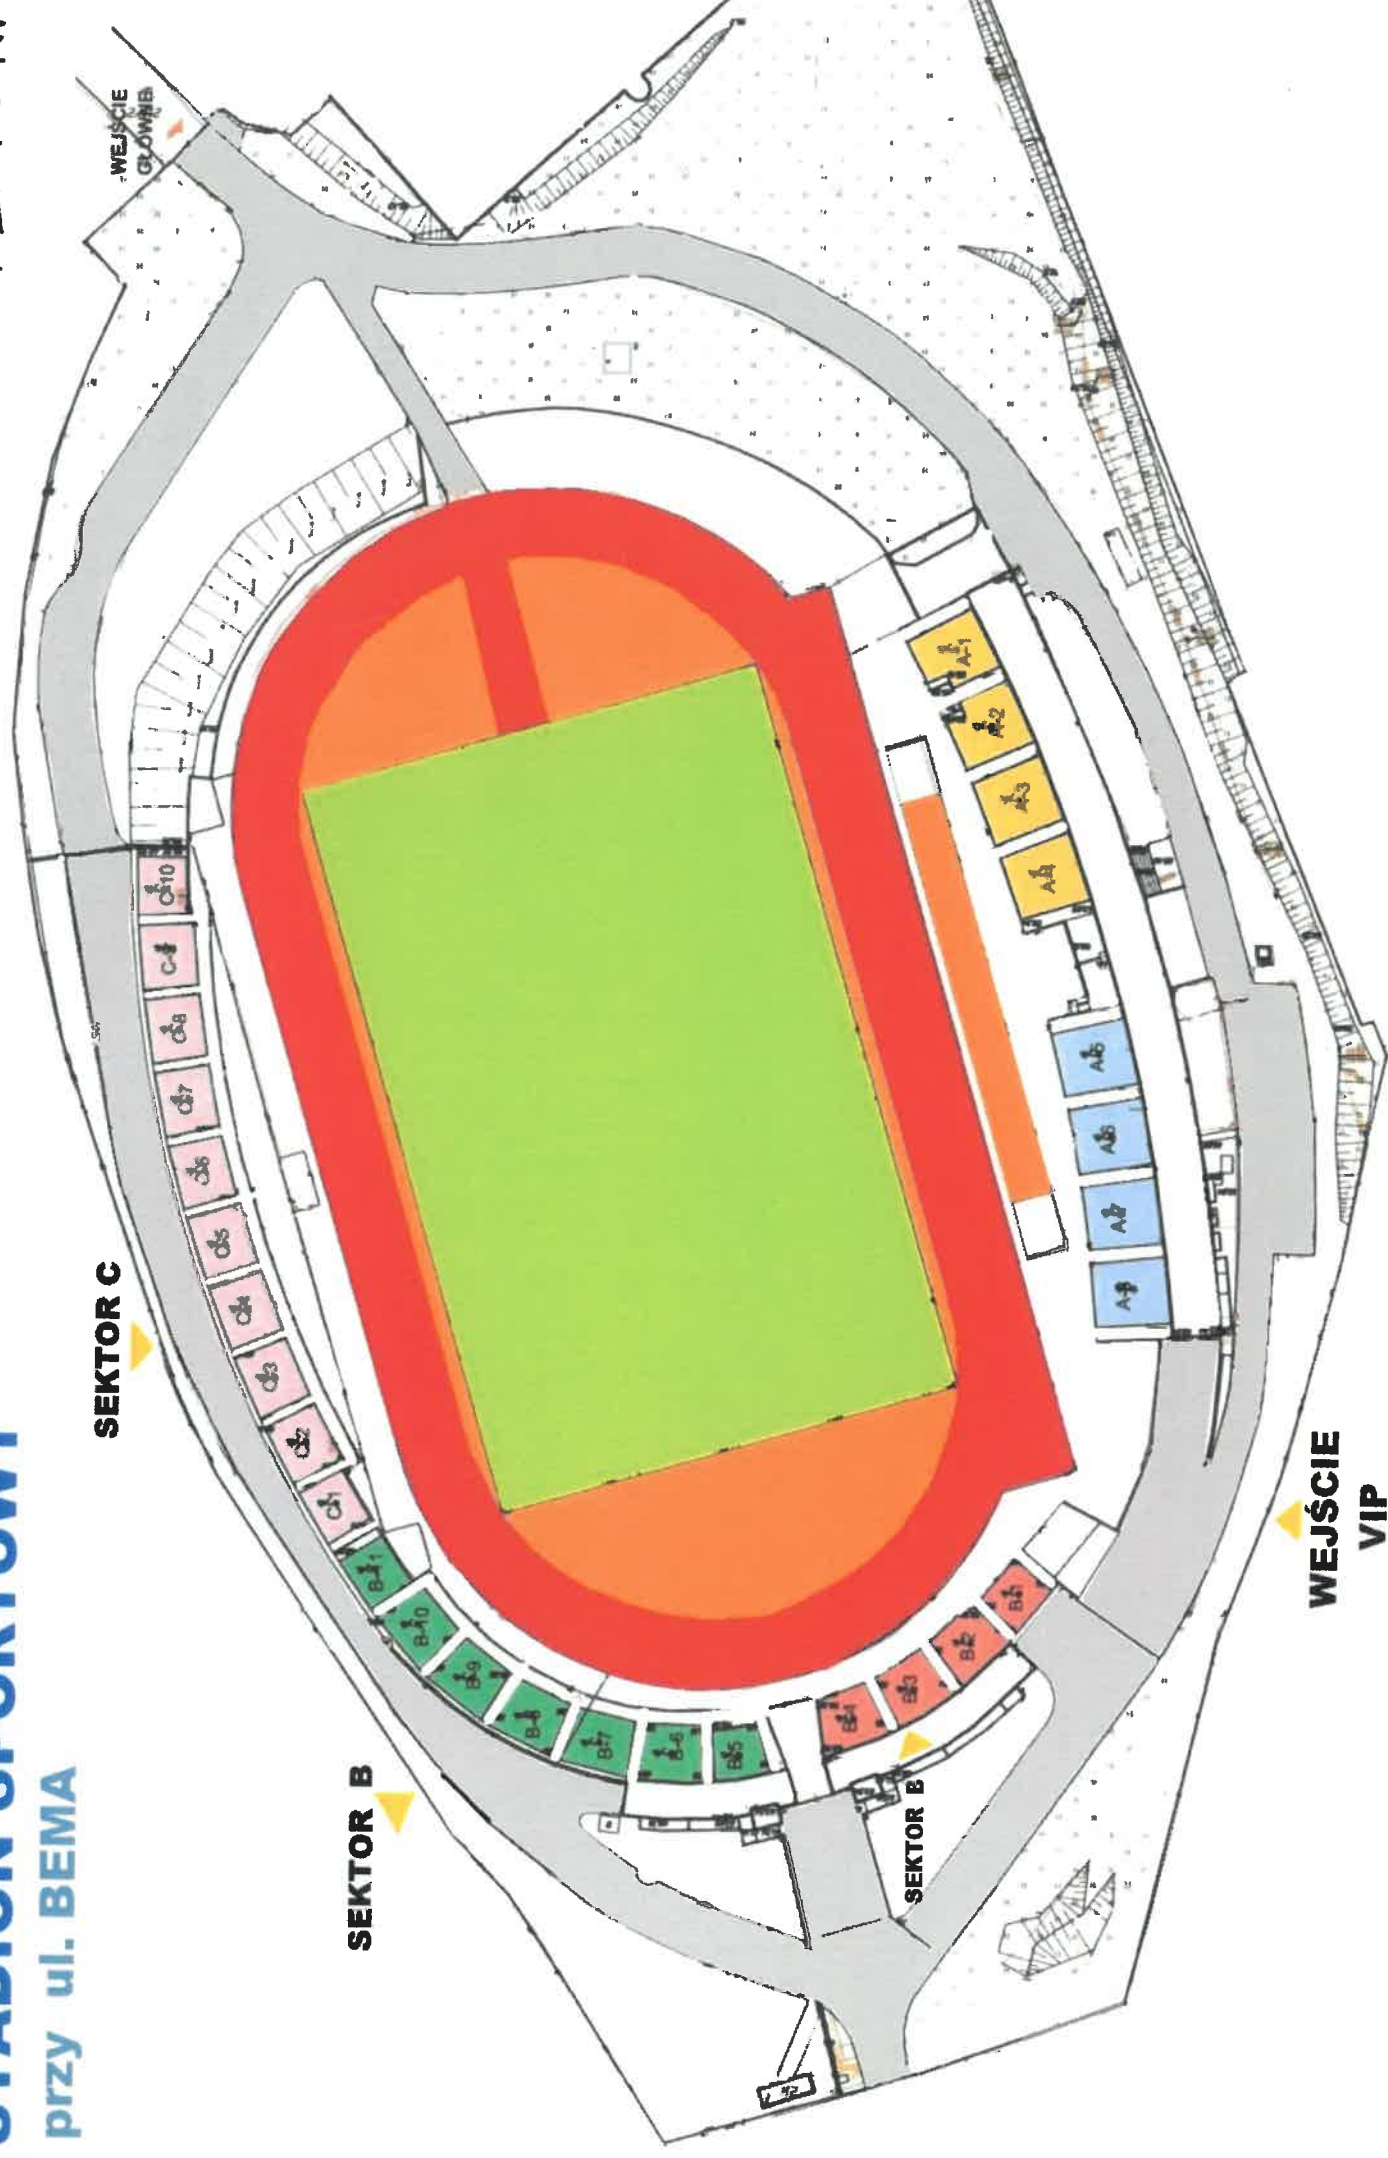 STADION SPORTOWY
przy ul. BEMA
WEJŚCIE
GŁÓWNE
SEKTOR C
C-10
C-9
C-8
C-7
C-6
C-5
C-4
C-3
C-2
C-1
SEKTOR B
B-11
B-10
B-9
B-8
B-7
B-6
B-5
B-4
B-3
B-2
B-1
SEKTOR B
A-1
A-2
A-3
A-4
A-5
A-6
A-7
A-8
WEJŚCIE
VIP